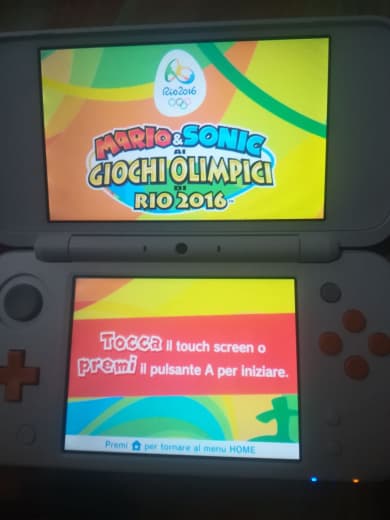 Rio2016
MARIO & SONIC
AI
GIOCHI OLIMPICI
DI
RIO 2016™
Tocca il touch screen o
premi il pulsante A per iniziare.
Premi per tornare al menu HOME